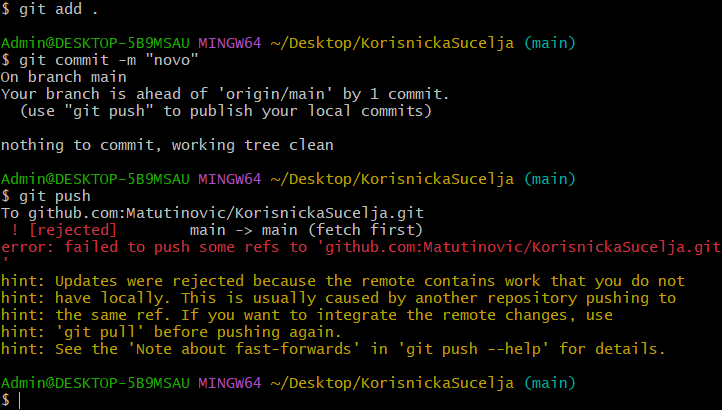 $ git add .
Admin@DESKTOP-5B9MSAU MINGW64 ~/Desktop/KorisnickaSucelja (main)
$ git commit -m "novo"
On branch main
Your branch is ahead of 'origin/main' by 1 commit.
  (use "git push" to publish your local commits)
nothing to commit, working tree clean
Admin@DESKTOP-5B9MSAU MINGW64 ~/Desktop/KorisnickaSucelja (main)
$ git push
To github.com:Matutinovic/KorisnickaSucelja.git
 ! [rejected]        main -> main (fetch first)
error: failed to push some refs to 'github.com:Matutinovic/KorisnickaSucelja.git
'
hint: Updates were rejected because the remote contains work that you do not
hint: have locally. This is usually caused by another repository pushing to
hint: the same ref. If you want to integrate the remote changes, use
hint: 'git pull' before pushing again.
hint: See the 'Note about fast-forwards' in 'git push --help' for details.
Admin@DESKTOP-5B9MSAU MINGW64 ~/Desktop/KorisnickaSucelja (main)
$